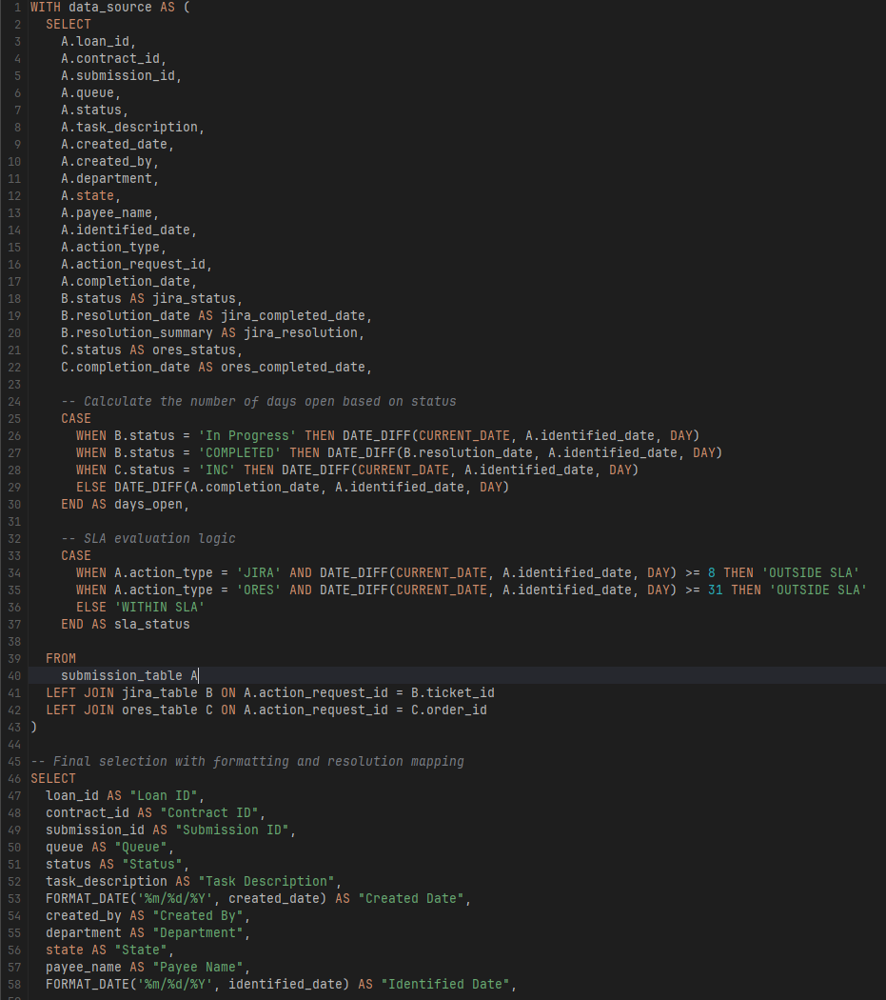 1 WITH data_source AS (
2   SELECT
3     A.loan_id,
4     A.contract_id,
5     A.submission_id,
6     A.queue,
7     A.status,
8     A.task_description,
9     A.created_date,
10     A.created_by,
11     A.department,
12     A.state,
13     A.payee_name,
14     A.identified_date,
15     A.action_type,
16     A.action_request_id,
17     A.completion_date,
18     B.status AS jira_status,
19     B.resolution_date AS jira_completed_date,
20     B.resolution_summary AS jira_resolution,
21     C.status AS ores_status,
22     C.completion_date AS ores_completed_date,
23
24     -- Calculate the number of days open based on status
25     CASE
26       WHEN B.status = 'In Progress' THEN DATE_DIFF(CURRENT_DATE, A.identified_date, DAY)
27       WHEN B.status = 'COMPLETED' THEN DATE_DIFF(B.resolution_date, A.identified_date, DAY)
28       WHEN C.status = 'INC' THEN DATE_DIFF(CURRENT_DATE, A.identified_date, DAY)
29       ELSE DATE_DIFF(A.completion_date, A.identified_date, DAY)
30     END AS days_open,
31
32     -- SLA evaluation logic
33     CASE
34       WHEN A.action_type = 'JIRA' AND DATE_DIFF(CURRENT_DATE, A.identified_date, DAY) >= 8 THEN 'OUTSIDE SLA'
35       WHEN A.action_type = 'ORES' AND DATE_DIFF(CURRENT_DATE, A.identified_date, DAY) >= 31 THEN 'OUTSIDE SLA'
36       ELSE 'WITHIN SLA'
37     END AS sla_status
38
39   FROM
40     submission_table A
41   LEFT JOIN jira_table B ON A.action_request_id = B.ticket_id
42   LEFT JOIN ores_table C ON A.action_request_id = C.order_id
43 )
44
45 -- Final selection with formatting and resolution mapping
46 SELECT
47   loan_id AS "Loan ID",
48   contract_id AS "Contract ID",
49   submission_id AS "Submission ID",
50   queue AS "Queue",
51   status AS "Status",
52   task_description AS "Task Description",
53   FORMAT_DATE('%m/%d/%Y', created_date) AS "Created Date",
54   created_by AS "Created By",
55   department AS "Department",
56   state AS "State",
57   payee_name AS "Payee Name",
58   FORMAT_DATE('%m/%d/%Y', identified_date) AS "Identified Date",